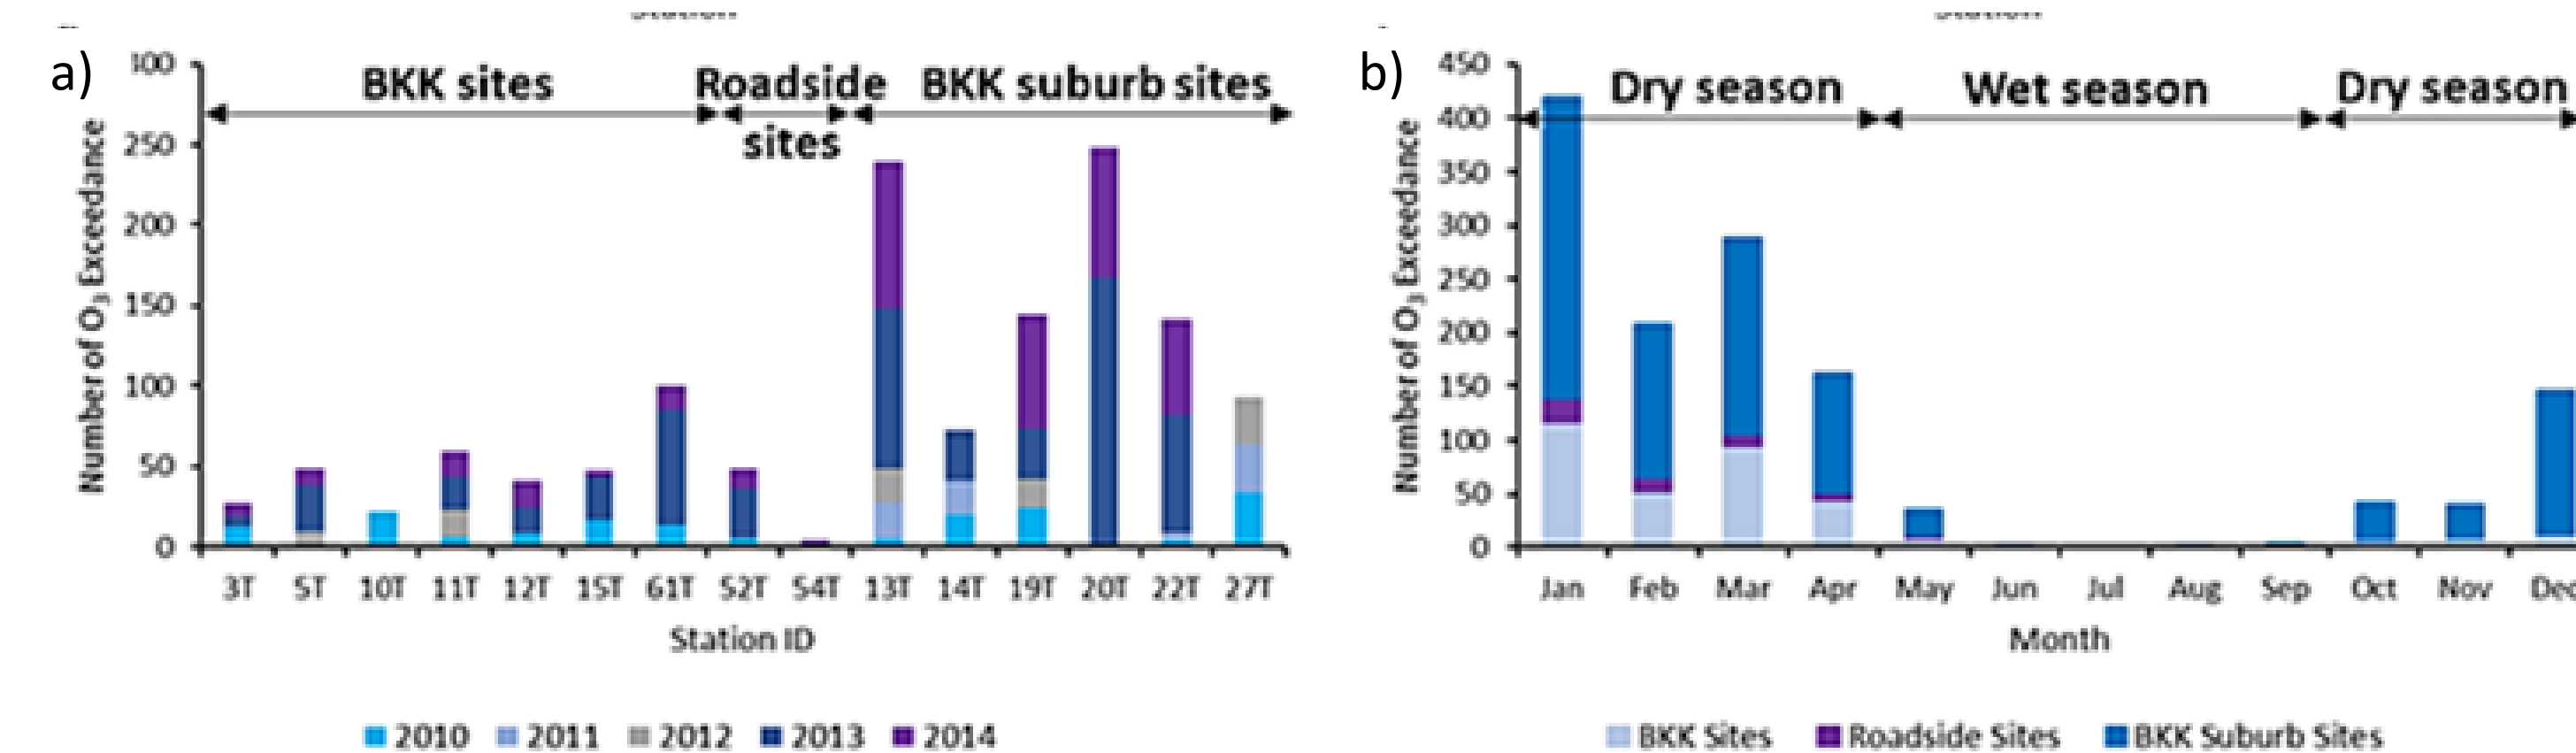 a)
Number of O3 Exceedance
300
250
200
150
100
50
0
BKK sites
Roadside
sites
BKK suburb sites
3T 5T 10T 11T 12T 15T 61T 52T 54T 13T 14T 19T 20T 22T 27T
Station ID
2010 2011 2012 2013 2014
b)
Number of O3 Exceedance
450
400
350
300
250
200
150
100
50
0
Dry season Wet season Dry season
Jan Feb Mar Apr May Jun Jul Aug Sep Oct Nov Dec
Month
BKK Sites Roadside Sites BKK Suburb Sites